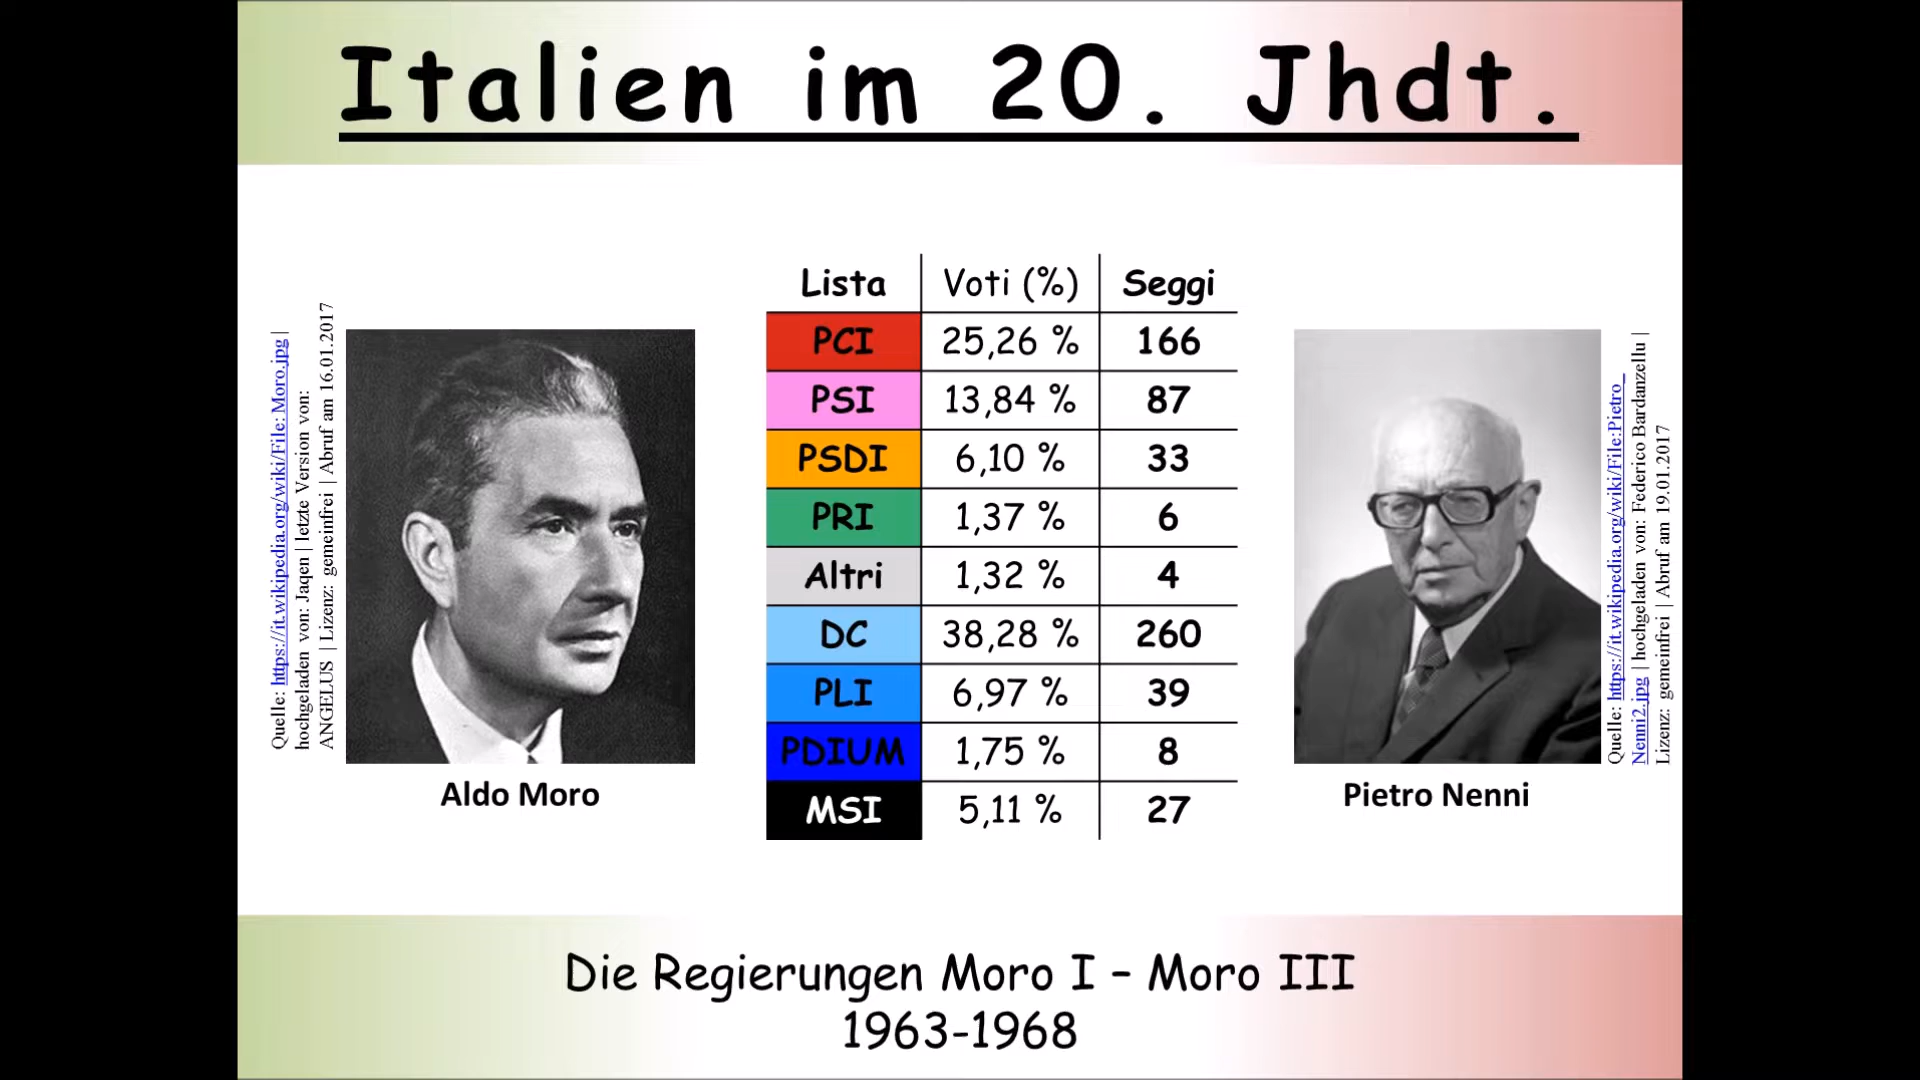 Italien im 20. Jhdt.
Quelle: https://it.wikipedia.org/wiki/File:Moro.jpg |
hochgeladen von: Jaqen | letzte Version von:
ANGELUS | Lizenz: gemeinfrei | Abruf am 16.01.2017
Aldo Moro
Lista Voti (%) Seggi
PCI 25,26 % 166
PSI 13,84 % 87
PSDI 6,10 % 33
PRI 1,37 % 6
Altri 1,32 % 4
DC 38,28 % 260
PLI 6,97 % 39
PDIUM 1,75 % 8
MSI 5,11 % 27
Pietro Nenni
Quelle: https://it.wikipedia.org/wiki/File:Pietro_
Nenni2.jpg | hochgeladen von: Federico Bardanzellu |
Lizenz: gemeinfrei | Abruf am 19.01.2017
Die Regierungen Moro I – Moro III
1963-1968